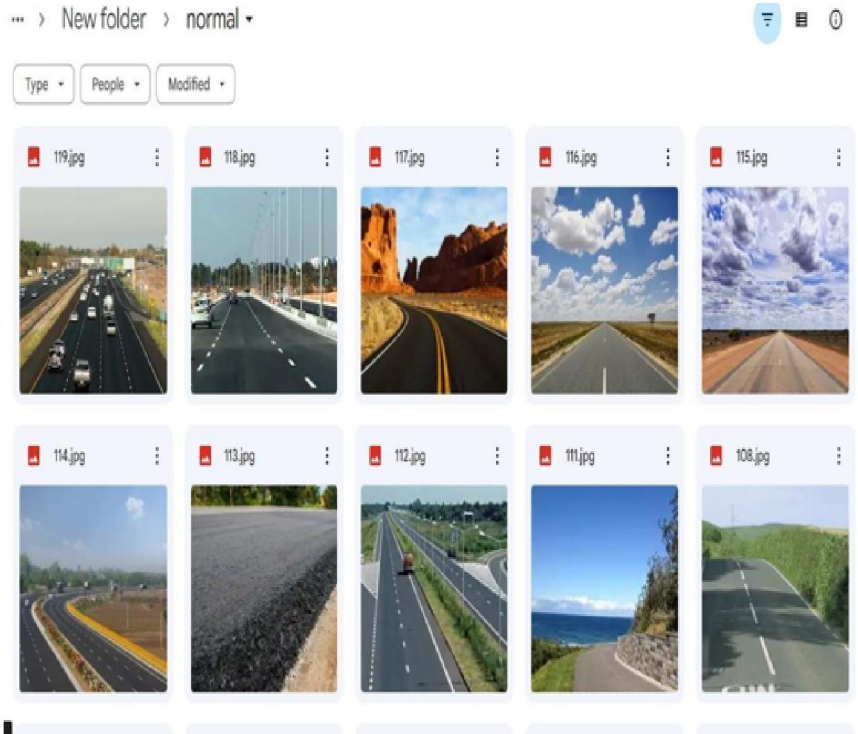 ... > New folder > normal
Type People Modified
119.jpg 118.jpg 117.jpg 116.jpg 115.jpg
114.jpg 113.jpg 112.jpg 111.jpg 108.jpg